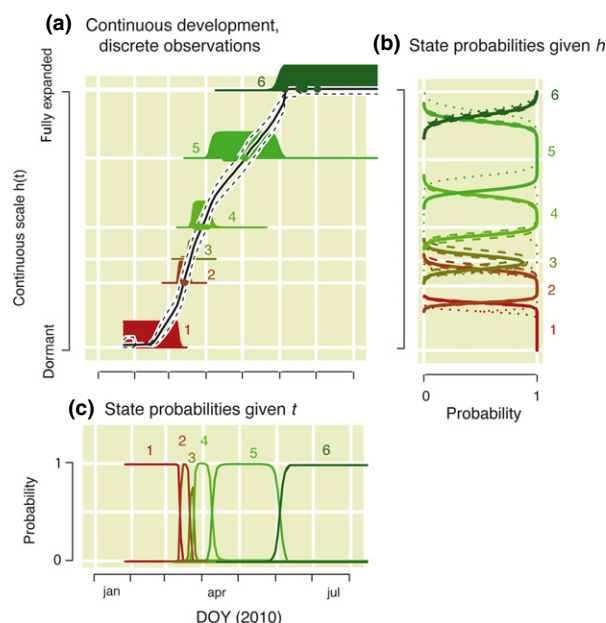 (a) Continuous development,
discrete observations
Fully expanded
Continuous scale h(t)
Dormant
6
5
4
3
2
1
(b) State probabilities given h
6
5
4
3
2
1
0 1
Probability
(c) State probabilities given t
1 2 3 4 5 6
1
0
Probability
jan apr jul
DOY (2010)